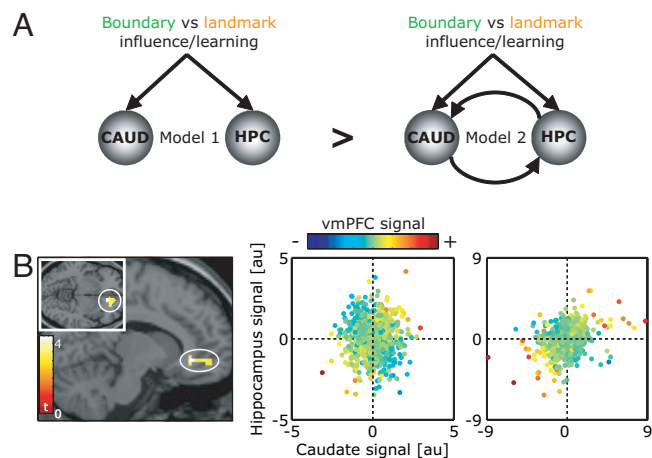 A
Boundary vs landmark
influence/learning
CAUD
Model 1
HPC
>
Boundary vs landmark
influence/learning
CAUD
Model 2
HPC
B
4
t
0
vmPFC signal
-
+
Hippocampus signal [au]
5
0
-5
-5
0
5
9
0
-9
-9
0
9
Caudate signal [au]